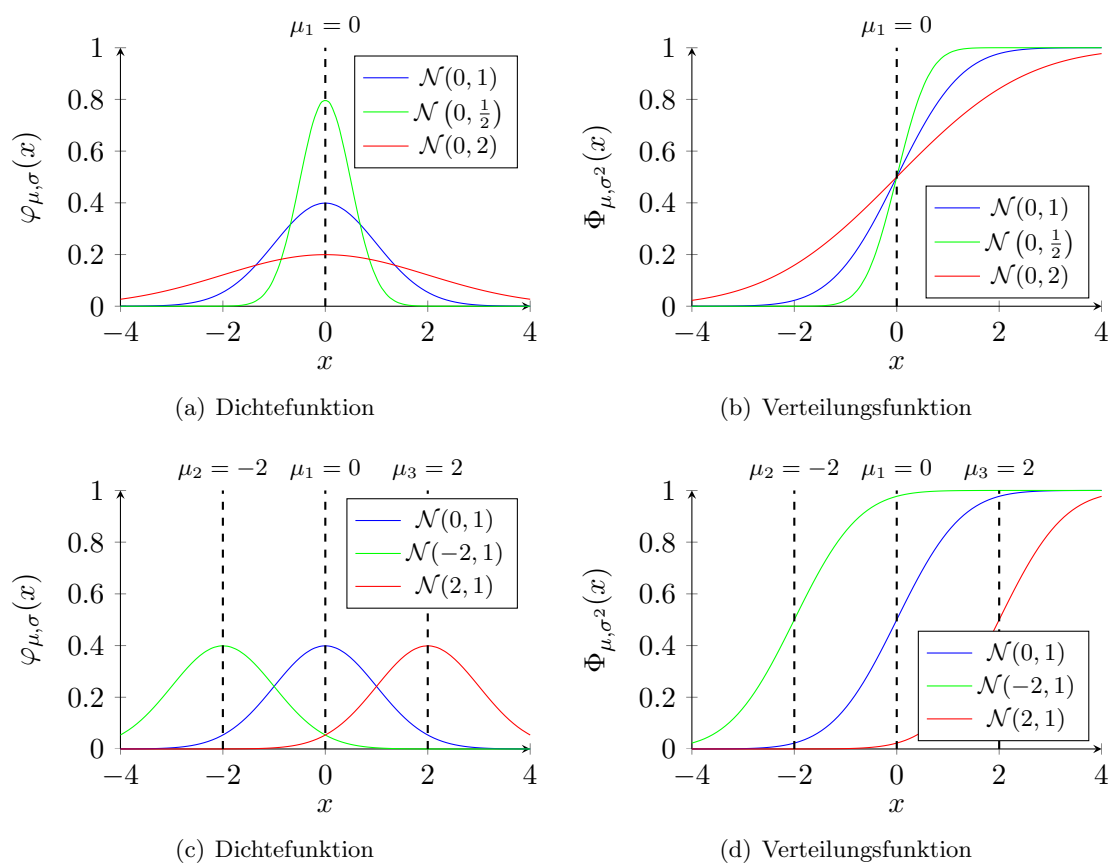 μ₁ = 0
1
0.8
0.6
0.4
0.2
0
φ_{μ,σ}(x)
𝒩(0, 1)
𝒩(0, ½)
𝒩(0, 2)
−4 −2 0 2 4
x
(a) Dichtefunktion
μ₁ = 0
1
0.8
0.6
0.4
0.2
0
Φ_{μ,σ²}(x)
𝒩(0, 1)
𝒩(0, ½)
𝒩(0, 2)
−4 −2 0 2 4
x
(b) Verteilungsfunktion
μ₂ = −2 μ₁ = 0 μ₃ = 2
1
0.8
0.6
0.4
0.2
0
φ_{μ,σ}(x)
𝒩(0, 1)
𝒩(−2, 1)
𝒩(2, 1)
−4 −2 0 2 4
x
(c) Dichtefunktion
μ₂ = −2 μ₁ = 0 μ₃ = 2
1
0.8
0.6
0.4
0.2
0
Φ_{μ,σ²}(x)
𝒩(0, 1)
𝒩(−2, 1)
𝒩(2, 1)
−4 −2 0 2 4
x
(d) Verteilungsfunktion